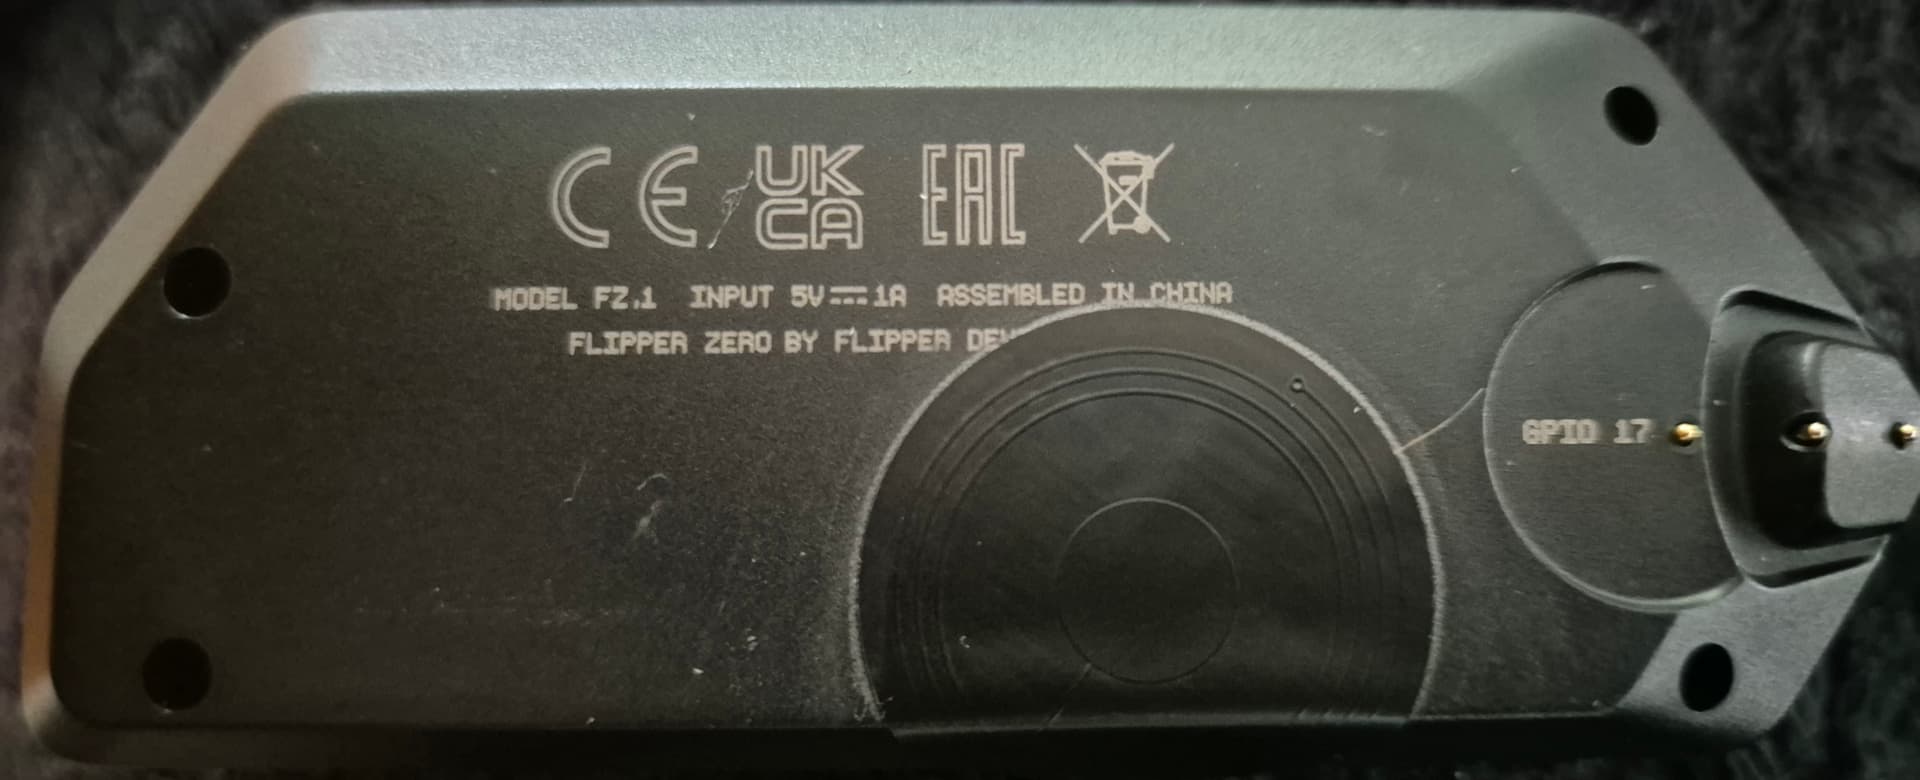 CE UK CA EAC
MODEL FZ.1 INPUT 5V⎓1A ASSEMBLED IN CHINA
FLIPPER ZERO BY FLIPPER DEV
GPIO 17